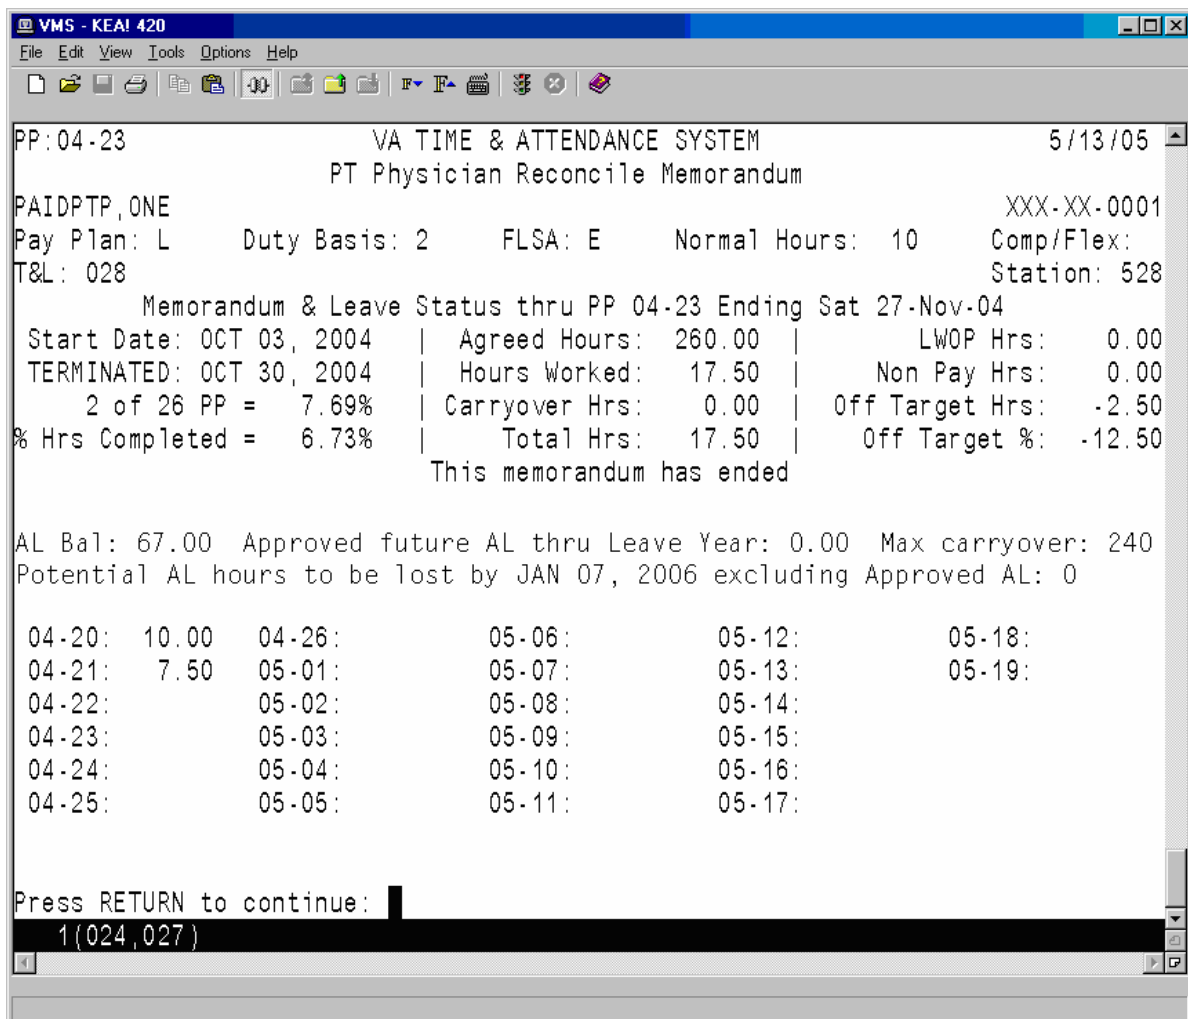 VMS - KEA! 420
File Edit View Tools Options Help
PP:04-23 VA TIME & ATTENDANCE SYSTEM 5/13/05
PT Physician Reconcile Memorandum
PAIDPTP,ONE XXX-XX-0001
Pay Plan: L Duty Basis: 2 FLSA: E Normal Hours: 10 Comp/Flex:
T&L: 028 Station: 528
Memorandum & Leave Status thru PP 04-23 Ending Sat 27-Nov-04
Start Date: OCT 03, 2004 | Agreed Hours: 260.00 | LWOP Hrs: 0.00
TERMINATED: OCT 30, 2004 | Hours Worked: 17.50 | Non Pay Hrs: 0.00
2 of 26 PP = 7.69% | Carryover Hrs: 0.00 | Off Target Hrs: -2.50
% Hrs Completed = 6.73% | Total Hrs: 17.50 | Off Target %: -12.50
This memorandum has ended
AL Bal: 67.00 Approved future AL thru Leave Year: 0.00 Max carryover: 240
Potential AL hours to be lost by JAN 07, 2006 excluding Approved AL: 0
04-20: 10.00 04-26: 05-06: 05-12: 05-18:
04-21: 7.50 05-01: 05-07: 05-13: 05-19:
04-22: 05-02: 05-08: 05-14:
04-23: 05-03: 05-09: 05-15:
04-24: 05-04: 05-10: 05-16:
04-25: 05-05: 05-11: 05-17:
Press RETURN to continue:
1(024,027)